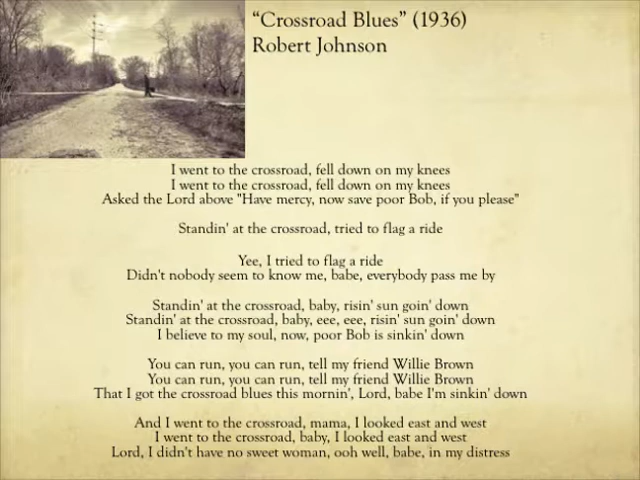 “Crossroad Blues” (1936)
Robert Johnson
I went to the crossroad, fell down on my knees
I went to the crossroad, fell down on my knees
Asked the Lord above "Have mercy, now save poor Bob, if you please"
Standin' at the crossroad, tried to flag a ride
Yee, I tried to flag a ride
Didn't nobody seem to know me, babe, everybody pass me by
Standin' at the crossroad, baby, risin' sun goin' down
Standin' at the crossroad, baby, eee, eee, risin' sun goin' down
I believe to my soul, now, poor Bob is sinkin' down
You can run, you can run, tell my friend Willie Brown
You can run, you can run, tell my friend Willie Brown
That I got the crossroad blues this mornin', Lord, babe I'm sinkin' down
And I went to the crossroad, mama, I looked east and west
I went to the crossroad, baby, I looked east and west
Lord, I didn't have no sweet woman, ooh well, babe, in my distress